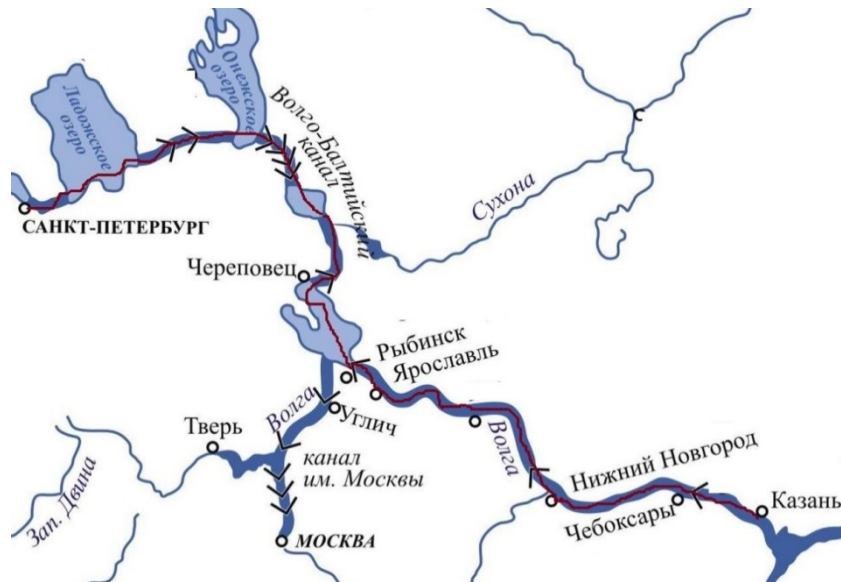 Онежское
озеро
Ладожское
озеро
Волго-Балтийский
канал
САНКТ-ПЕТЕРБУРГ
Сухона
Череповец
Рыбинск
Ярославль
Волга
Углич
Тверь
Волга
канал
им. Москвы
Нижний Новгород
Зап. Двина
Чебоксары
Казань
МОСКВА